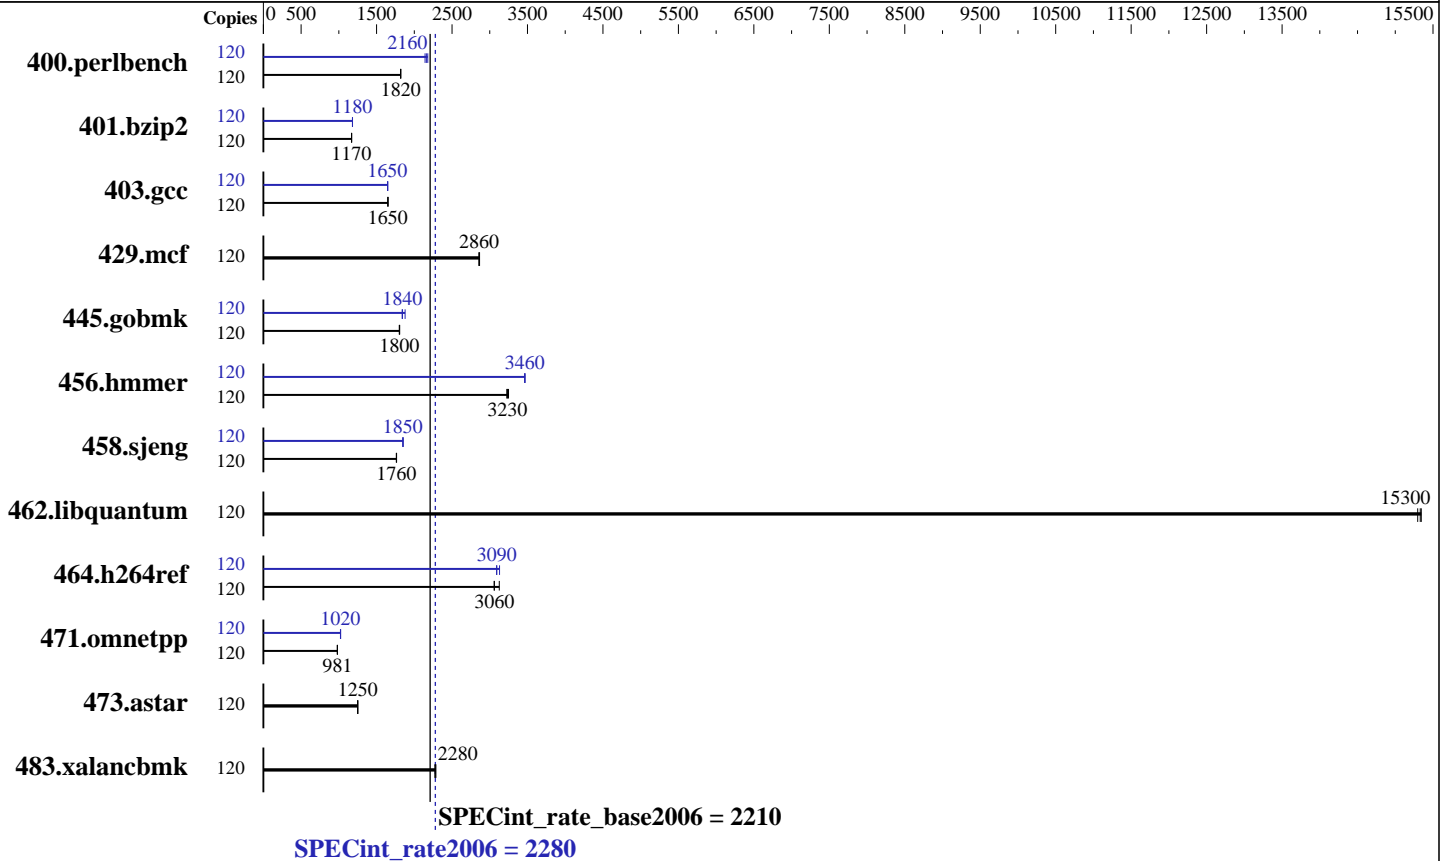 Copies 0 500 1500 2500 3500 4500 5500 6500 7500 8500 9500 10500 11500 12500 13500 15500
400.perlbench 120 2160
120 1820
401.bzip2 120 1180
120 1170
403.gcc 120 1650
120 1650
429.mcf 120 2860
445.gobmk 120 1840
120 1800
456.hmmer 120 3460
120 3230
458.sjeng 120 1850
120 1760
462.libquantum 120 15300
464.h264ref 120 3090
120 3060
471.omnetpp 120 1020
120 981
473.astar 120 1250
483.xalancbmk 120 2280
SPECint_rate_base2006 = 2210
SPECint_rate2006 = 2280